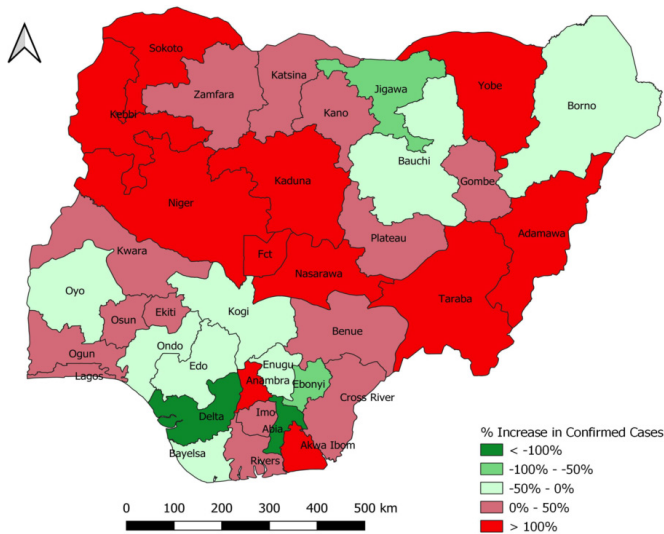 Sokoto
Katsina
Jigawa
Yobe
Zamfara
Kano
Borno
Kebbi
Bauchi
Kaduna
Gombe
Niger
Adamawa
Plateau
Kwara
Fct
Nasarawa
Taraba
Oyo
Kogi
Osun
Ekiti
Benue
Ondo
Ogun
Edo
Enugu
Lagos
Anambra
Ebonyi
Cross River
Delta
Imo
Abia
Akwa Ibom
Bayelsa
Rivers
% Increase in Confirmed Cases
< -100%
-100% - -50%
-50% - 0%
0% - 50%
> 100%
0 100 200 300 400 500 km